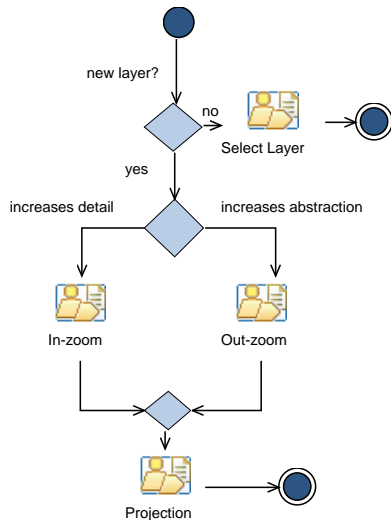 new layer?
no
Select Layer
yes
increases detail
increases abstraction
In-zoom
Out-zoom
Projection